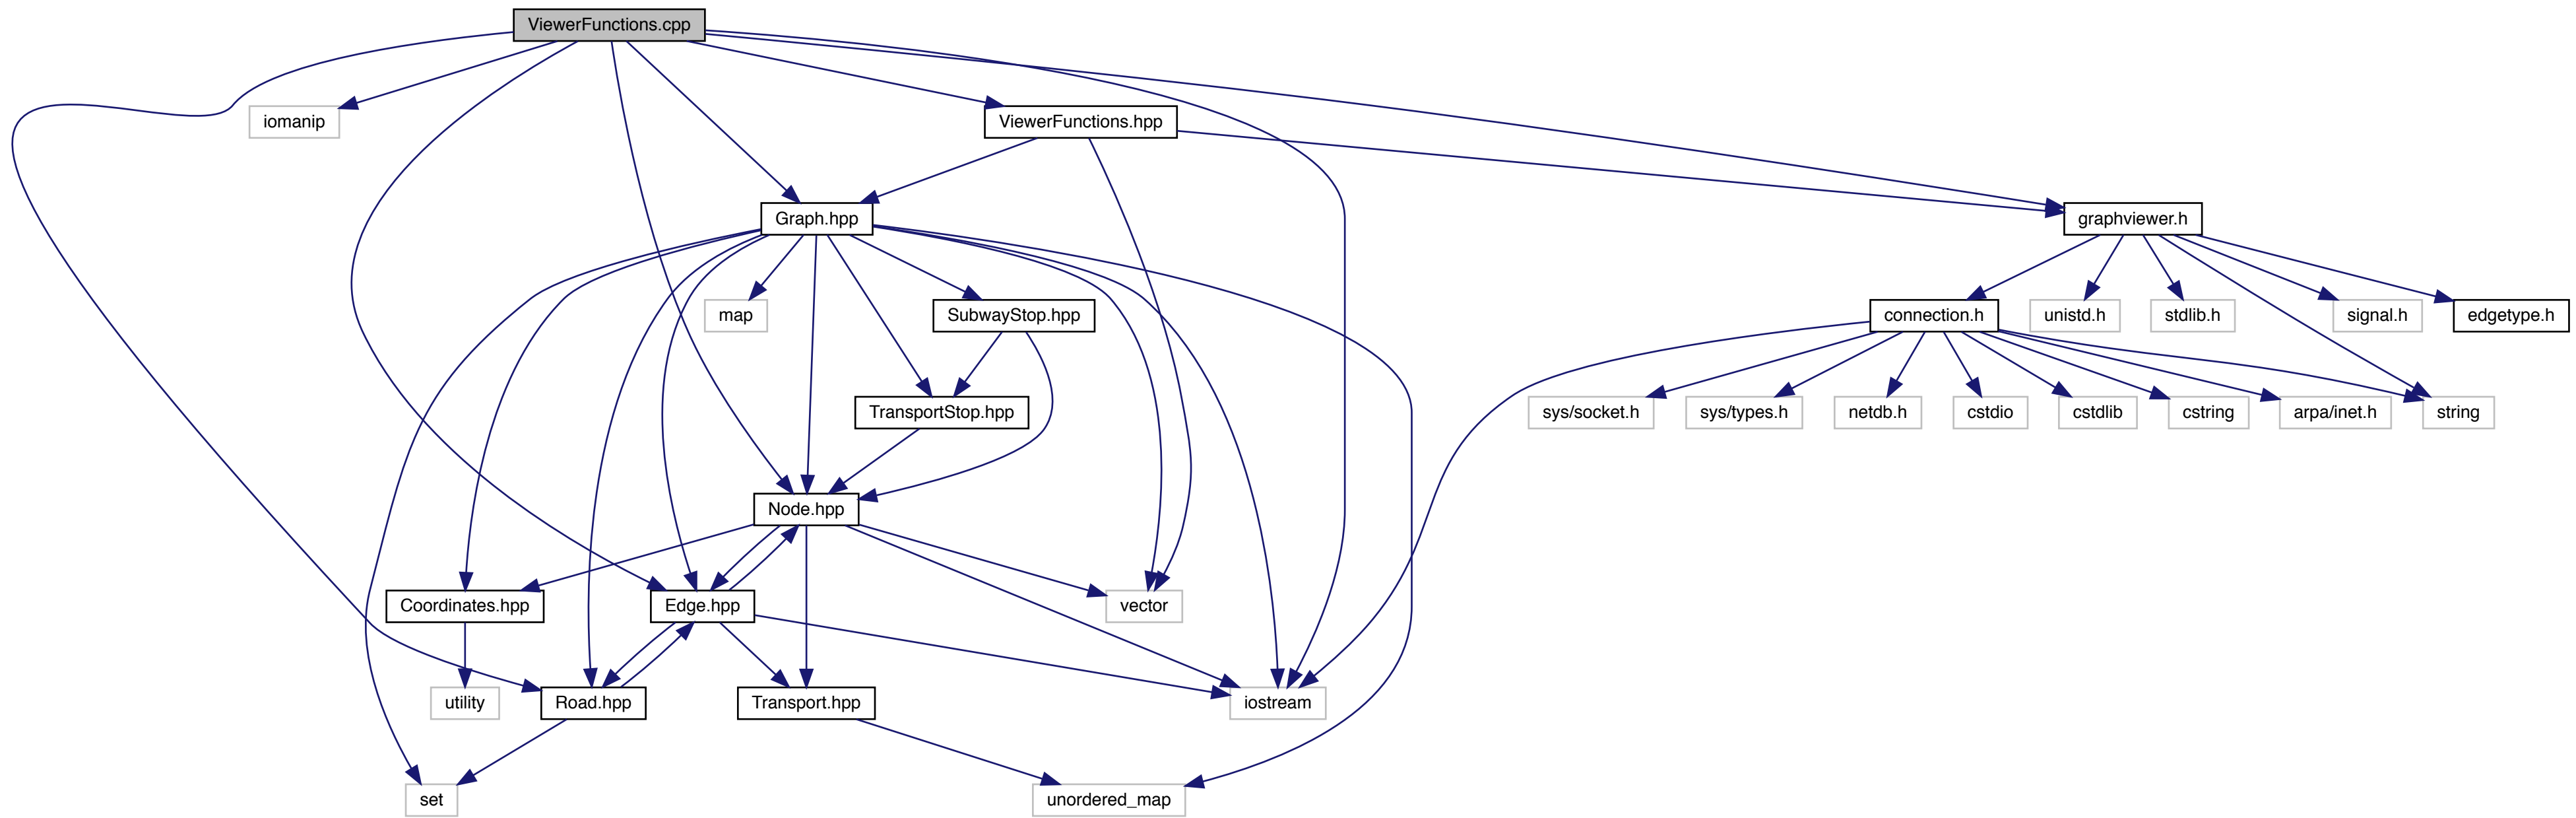 ViewerFunctions.cpp
iomanip
ViewerFunctions.hpp
Graph.hpp
graphviewer.h
map
SubwayStop.hpp
connection.h
unistd.h
stdlib.h
signal.h
edgetype.h
TransportStop.hpp
sys/socket.h
sys/types.h
netdb.h
cstdio
cstdlib
cstring
arpa/inet.h
string
Node.hpp
Coordinates.hpp
Edge.hpp
vector
utility
Road.hpp
Transport.hpp
iostream
set
unordered_map